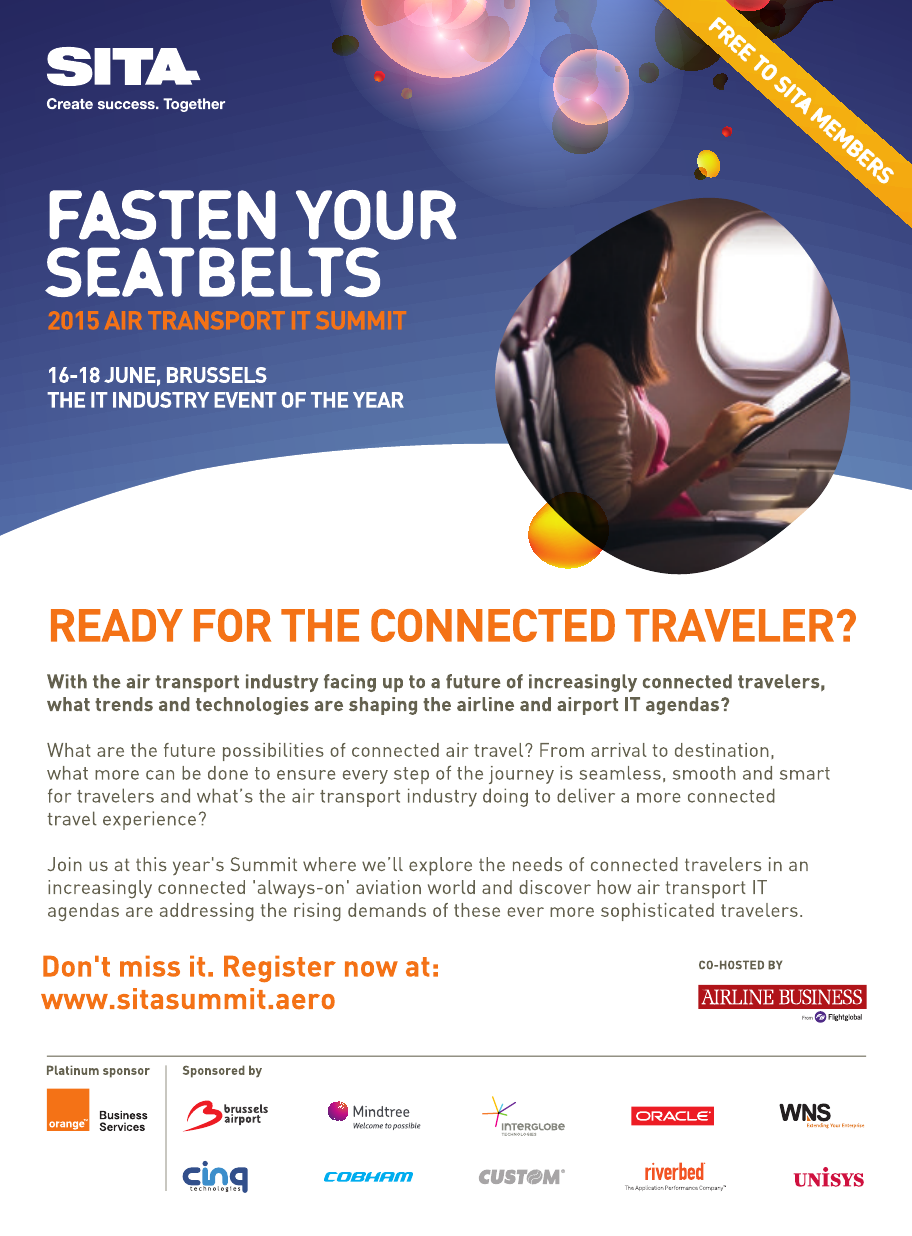 SITA
Create success. Together
FREE TO SITA MEMBERS
FASTEN YOUR
SEATBELTS
2015 AIR TRANSPORT IT SUMMIT
16-18 JUNE, BRUSSELS
THE IT INDUSTRY EVENT OF THE YEAR
READY FOR THE CONNECTED TRAVELER?
With the air transport industry facing up to a future of increasingly connected travelers,
what trends and technologies are shaping the airline and airport IT agendas?
What are the future possibilities of connected air travel? From arrival to destination,
what more can be done to ensure every step of the journey is seamless, smooth and smart
for travelers and what's the air transport industry doing to deliver a more connected
travel experience?
Join us at this year's Summit where we'll explore the needs of connected travelers in an
increasingly connected 'always-on' aviation world and discover how air transport IT
agendas are addressing the rising demands of these ever more sophisticated travelers.
Don't miss it. Register now at:
www.sitasummit.aero
CO-HOSTED BY
AIRLINE BUSINESS
From Flightglobal
Platinum sponsor
orange™
Business
Services
Sponsored by
brussels
airport
Mindtree
Welcome to possible
INTERGLOBE
TECHNOLOGIES
ORACLE®
WNS
Extending Your Enterprise
cinq
technologies
COBHAM
CUSTOM®
riverbed®
The Application Performance Company™
UNISYS